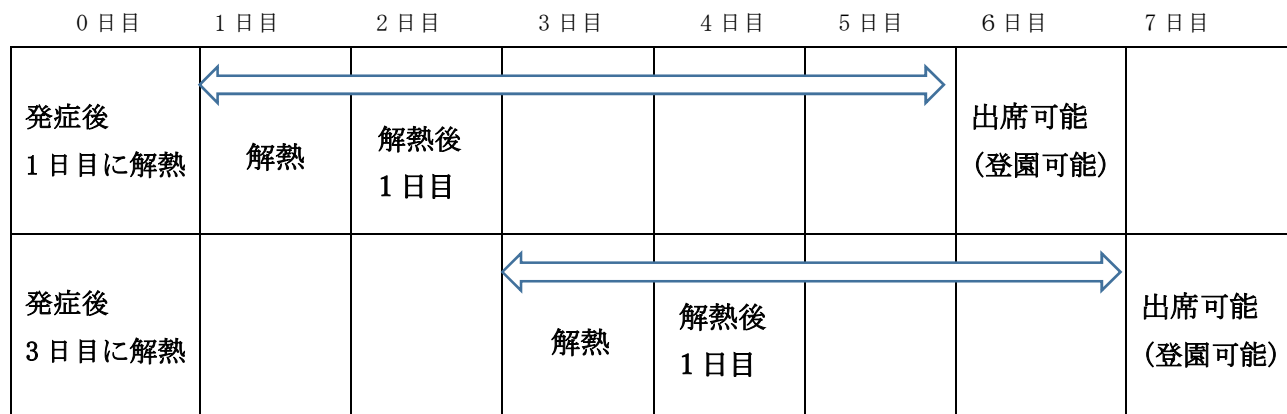 0日目 1日目 2日目 3日目 4日目 5日目 6日目 7日目
発症後
1日目に解熱
解熱
解熱後
1日目
出席可能
(登園可能)
発症後
3日目に解熱
解熱
解熱後
1日目
出席可能
(登園可能)